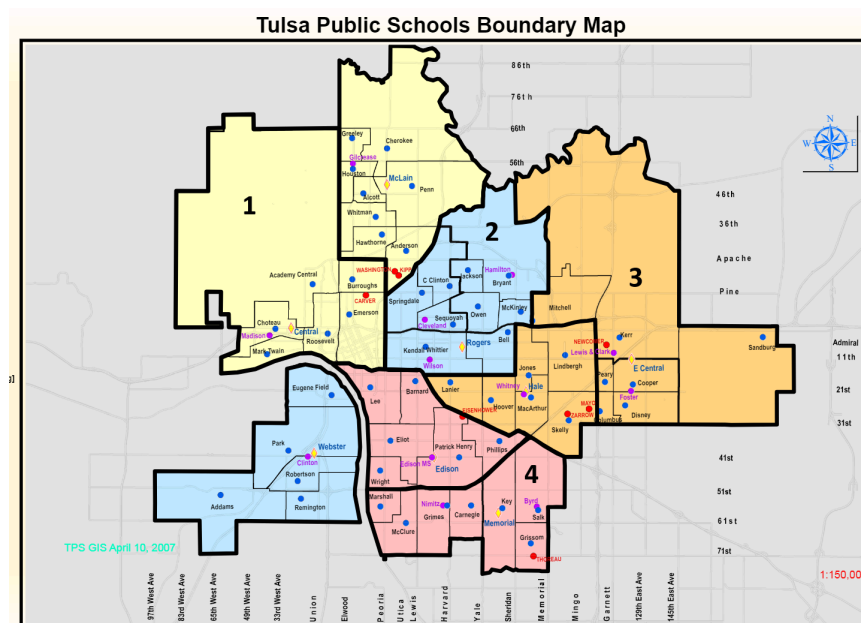 Tulsa Public Schools Boundary Map
86th
76th
66th
56th
46th
36th
Apache
Pine
Admiral
11th
21st
31st
41st
51st
61st
71st
N
W
E
S
1
2
3
4
Greeley
Cherokee
Gilcrease
Houston
McLain
Alcott
Penn
Whitman
Hawthorne
Anderson
WASHINGTON
KIPP
Academy Central
Burroughs
CARVER
Emerson
Choteau
Central
Madison
Roosevelt
Mark Twain
C Clinton
Jackson
Hamilton
Bryant
Springdale
Owen
McKinley
Sequoyah
Cleveland
Mitchell
Bell
Kendall Whittier
Rogers
Wilson
NEWCOMER
Kerr
Lewis & Clark
Sandburg
E Central
Lindbergh
Jones
Peary
Cooper
Whitney
Hale
Foster
MacArthur
Lanier
Hoover
MAYO
ZARROW
Disney
Skelly
Eugene Field
Lee
Barnard
EISENHOWER
Park
Webster
Clinton
Robertson
Addams
Remington
Eliot
Patrick Henry
Phillips
Edison MS
Edison
Wright
Marshall
Nimitz
Grimes
Carnegie
Key
Byrd
Salk
Memorial
McClure
Grissom
THOREAU
TPS GIS April 10, 2007
1:150,00
97th West Ave
83rd West Ave
65th West Ave
49th West Ave
33rd West Ave
Union
Elwood
Peoria
Utica
Lewis
Harvard
Yale
Sheridan
Memorial
Mingo
Garnett
129th East Ave
145th East Ave